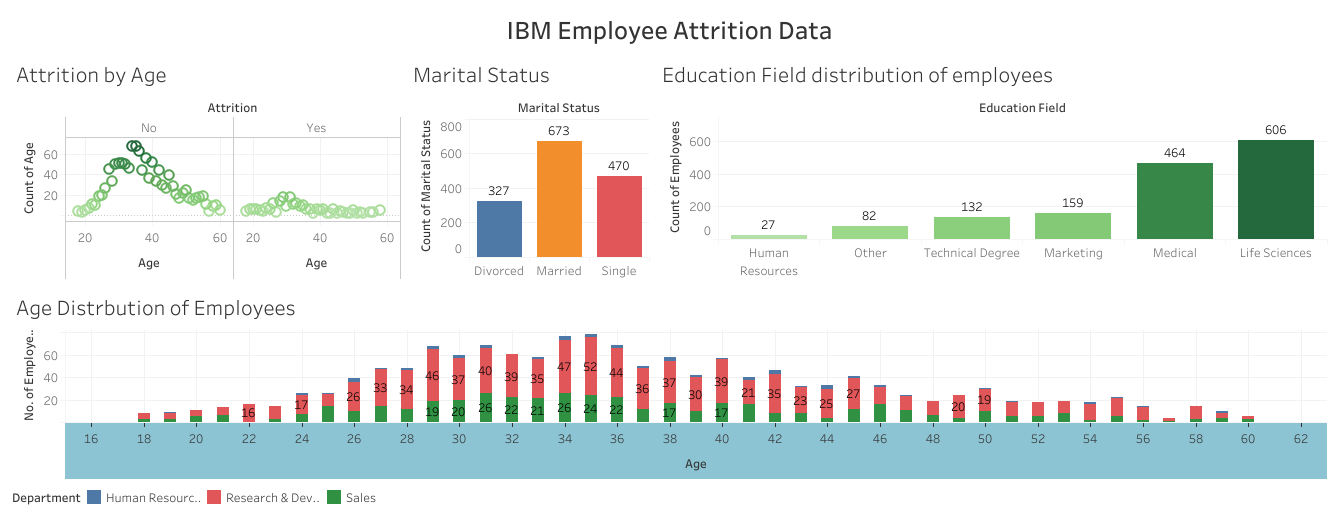 IBM Employee Attrition Data
Attrition by Age
Attrition
No Yes
Count of Age
60
40
20
20 40 60 20 40 60
Age Age
Marital Status
Marital Status
Count of Marital Status
800
600
400
200
0
327 673 470
Divorced Married Single
Education Field distribution of employees
Education Field
Count of Employees
600
400
200
0
27 82 132 159 464 606
Human Resources Other Technical Degree Marketing Medical Life Sciences
Age Distrbution of Employees
No. of Employe..
60
40
20
16 17 26 33 34 46 37 40 39 35 47 52 44 36 37 30 39 21 35 23 25 27 20 19
19 20 26 22 21 26 24 22 17 17
16 18 20 22 24 26 28 30 32 34 36 38 40 42 44 46 48 50 52 54 56 58 60 62
Age
Department Human Resourc.. Research & Dev.. Sales